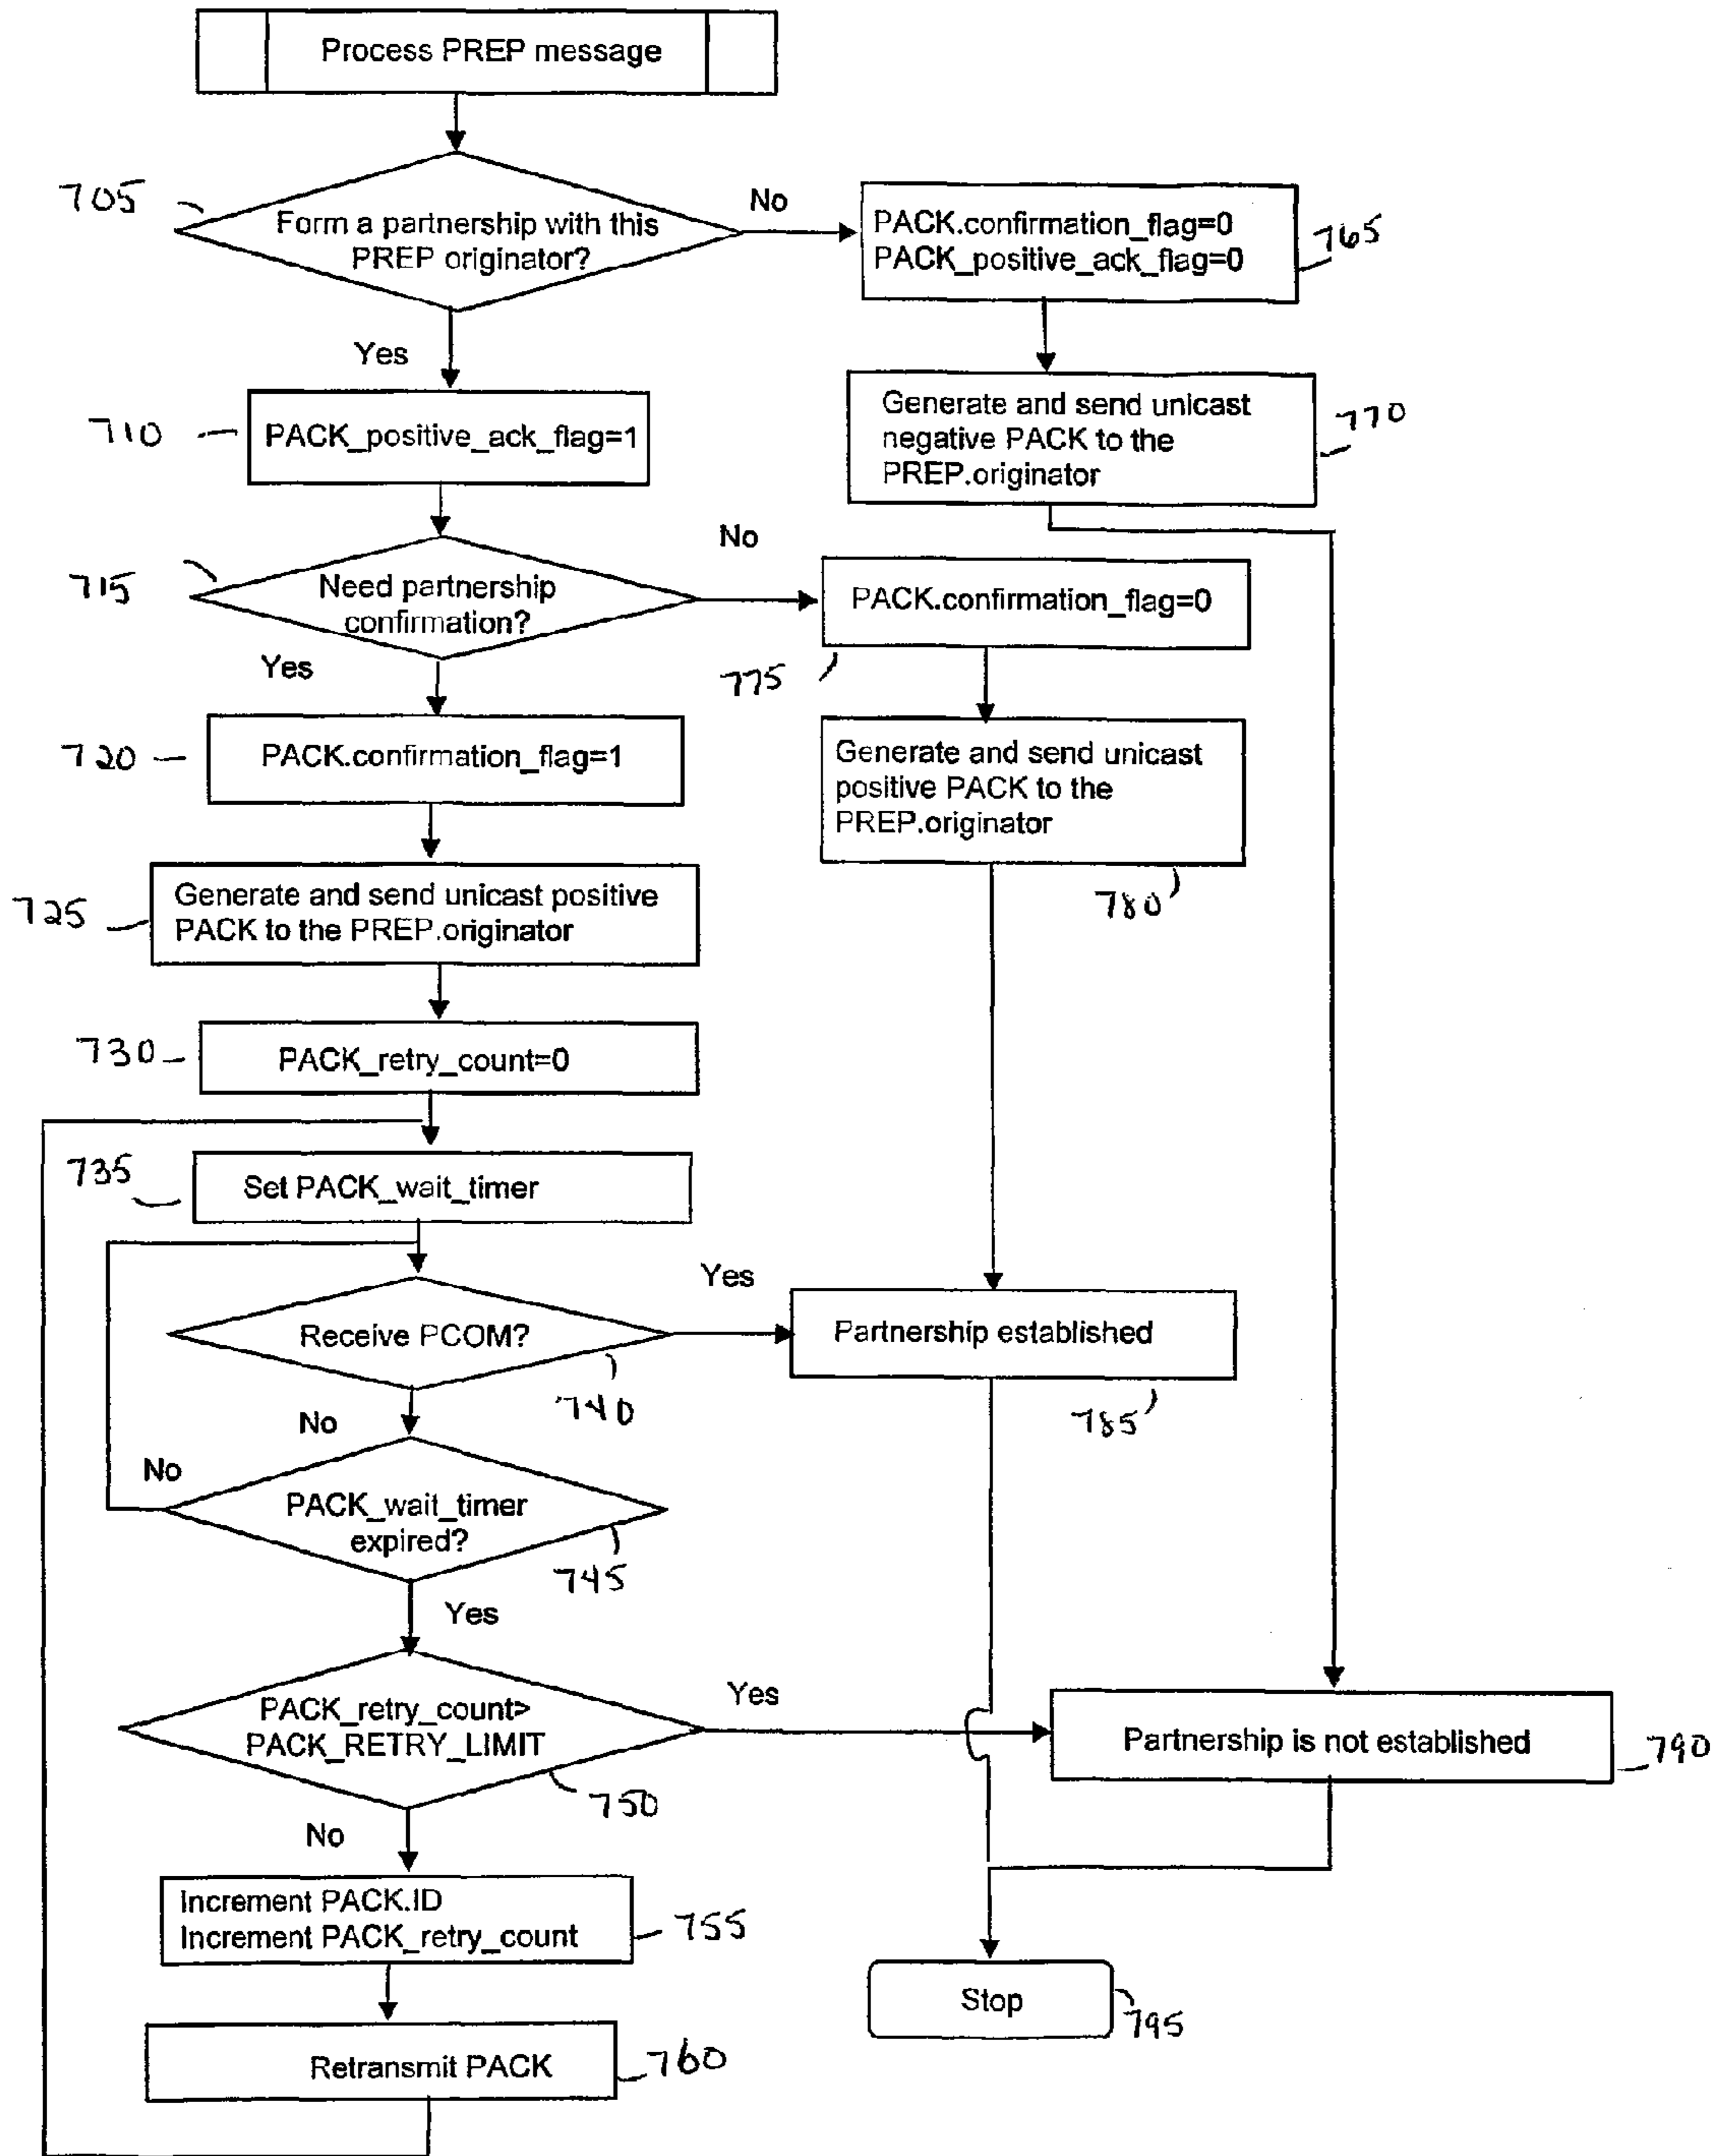 Process PREP message
705
Form a partnership with this
PREP originator?
No
PACK.confirmation_flag=0
PACK_positive_ack_flag=0
765
Yes
710
PACK_positive_ack_flag=1
Generate and send unicast
negative PACK to the
PREP.originator
770
715
Need partnership
confirmation?
No
PACK.confirmation_flag=0
775
Yes
720
PACK.confirmation_flag=1
Generate and send unicast
positive PACK to the
PREP.originator
780
725
Generate and send unicast positive
PACK to the PREP.originator
730
PACK_retry_count=0
735
Set PACK_wait_timer
Receive PCOM?
740
Yes
Partnership established
785
No
No
PACK_wait_timer
expired?
745
Yes
PACK_retry_count>
PACK_RETRY_LIMIT
750
Yes
Partnership is not established
790
No
Increment PACK.ID
Increment PACK_retry_count
755
Stop
795
Retransmit PACK
760